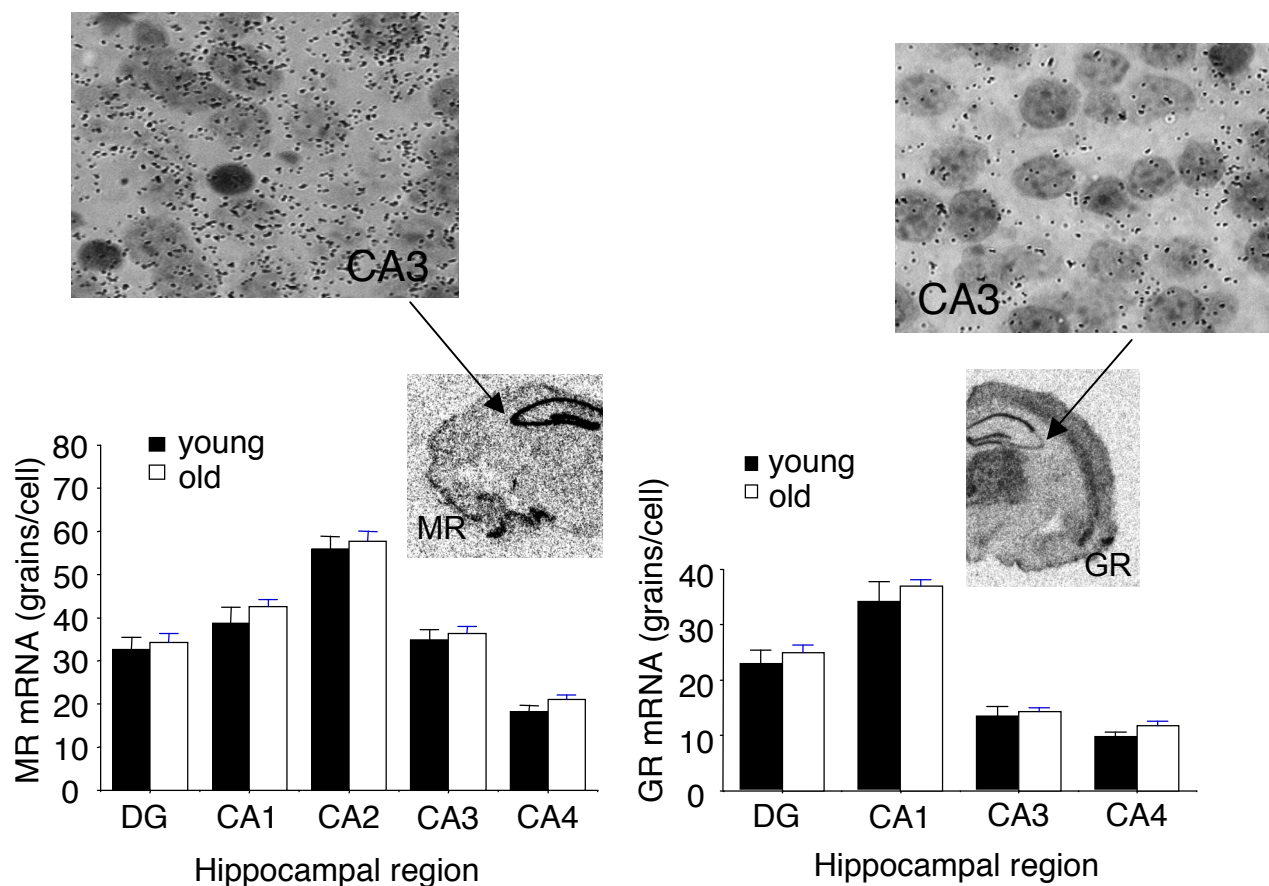 CA3
CA3
MR
GR
young
old
MR mRNA (grains/cell)
80
70
60
50
40
30
20
10
0
DG CA1 CA2 CA3 CA4
Hippocampal region
young
old
GR mRNA (grains/cell)
40
30
20
10
0
DG CA1 CA3 CA4
Hippocampal region